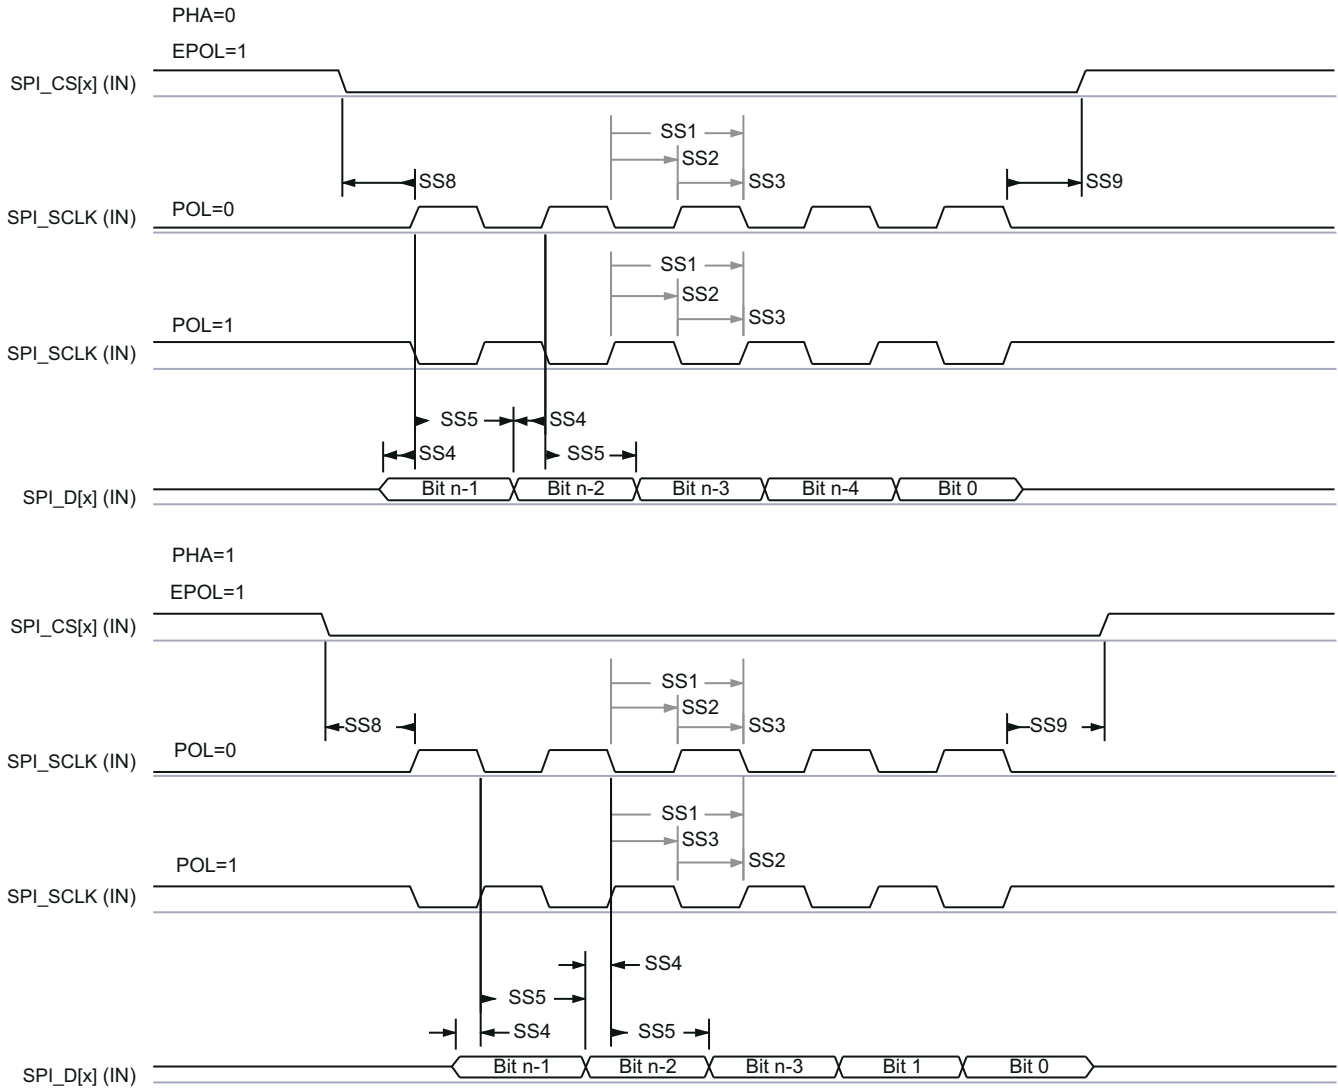 PHA=0
EPOL=1
SPI_CS[x] (IN)
SS1
SS2
SS8
SS3
SS9
POL=0
SPI_SCLK (IN)
SS1
SS2
SS3
POL=1
SPI_SCLK (IN)
SS5
SS4
SS4
SS5
SPI_D[x] (IN)
Bit n-1
Bit n-2
Bit n-3
Bit n-4
Bit 0
PHA=1
EPOL=1
SPI_CS[x] (IN)
SS1
SS2
SS8
SS3
SS9
POL=0
SPI_SCLK (IN)
SS1
SS3
SS2
POL=1
SPI_SCLK (IN)
SS4
SS5
SS4
SS5
SPI_D[x] (IN)
Bit n-1
Bit n-2
Bit n-3
Bit 1
Bit 0